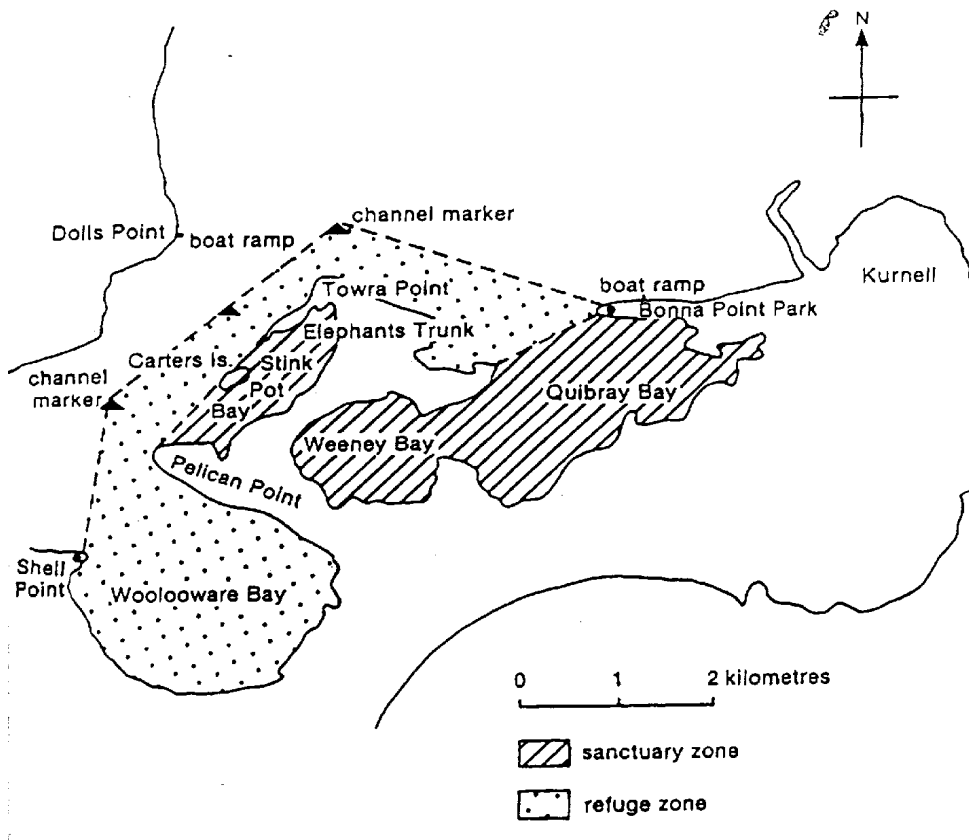 N
channel marker
Dolls Point
boat ramp
Kurnell
boat ramp
Towra Point
Bonna Point Park
Elephants Trunk
Carters Is.
Stink
Pot
Bay
channel
marker
Quibray Bay
Weeney Bay
Pelican Point
Shell
Point
Woolooware Bay
0 1 2 kilometres
sanctuary zone
refuge zone